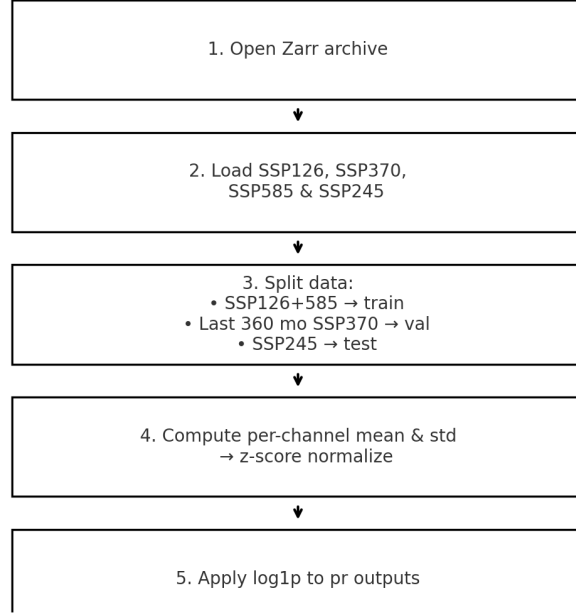 1. Open Zarr archive
2. Load SSP126, SSP370,
SSP585 & SSP245
3. Split data:
• SSP126+585 → train
• Last 360 mo SSP370 → val
• SSP245 → test
4. Compute per-channel mean & std
→ z-score normalize
5. Apply log1p to pr outputs